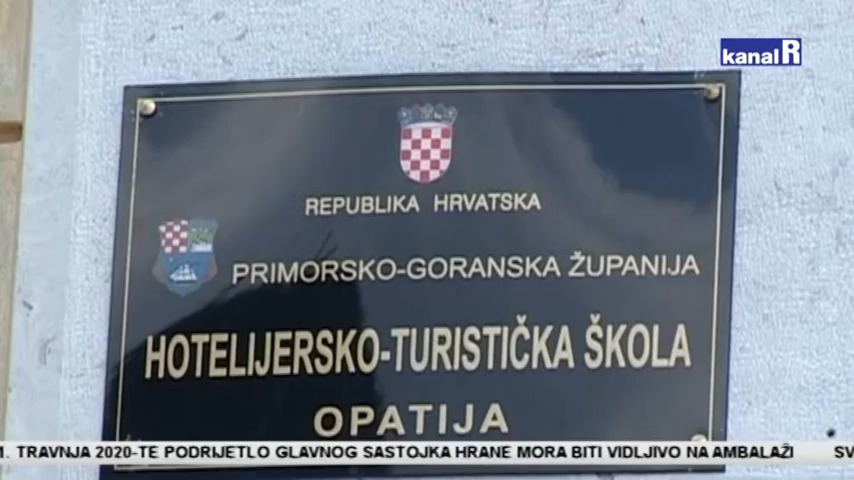 kanalR
REPUBLIKA HRVATSKA
PRIMORSKO-GORANSKA ŽUPANIJA
HOTELIJERSKO-TURISTIČKA ŠKOLA
OPATIJA
TRAVNJA 2020-TE PODRIJETLO GLAVNOG SASTOJKA HRANE MORA BITI VIDLJIVO NA AMBALAŽI